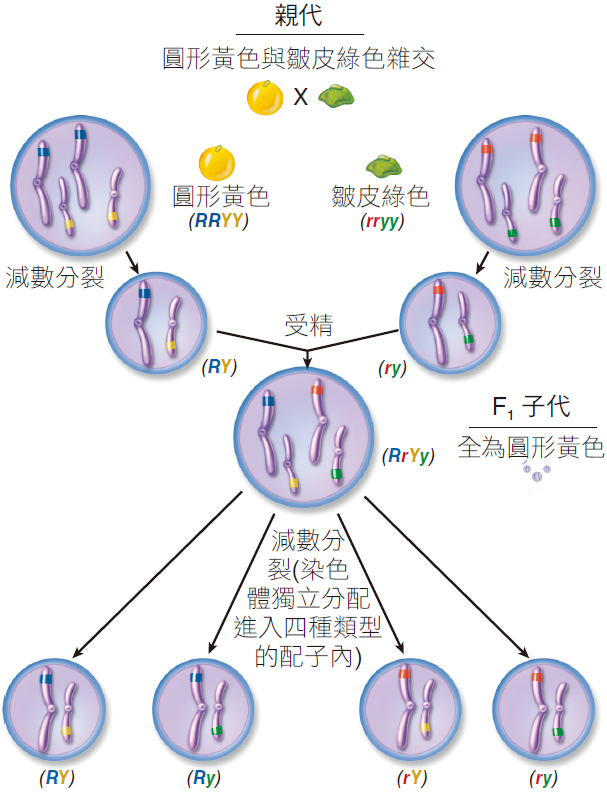 親代
圓形黃色與皺皮綠色雜交
X
圓形黃色
(RRYY)
皺皮綠色
(rryy)
減數分裂
減數分裂
受精
(RY)
(ry)
(RrYy)
F1 子代
全為圓形黃色
減數分
裂(染色
體獨立分配
進入四種類型
的配子內)
(RY)
(Ry)
(rY)
(ry)